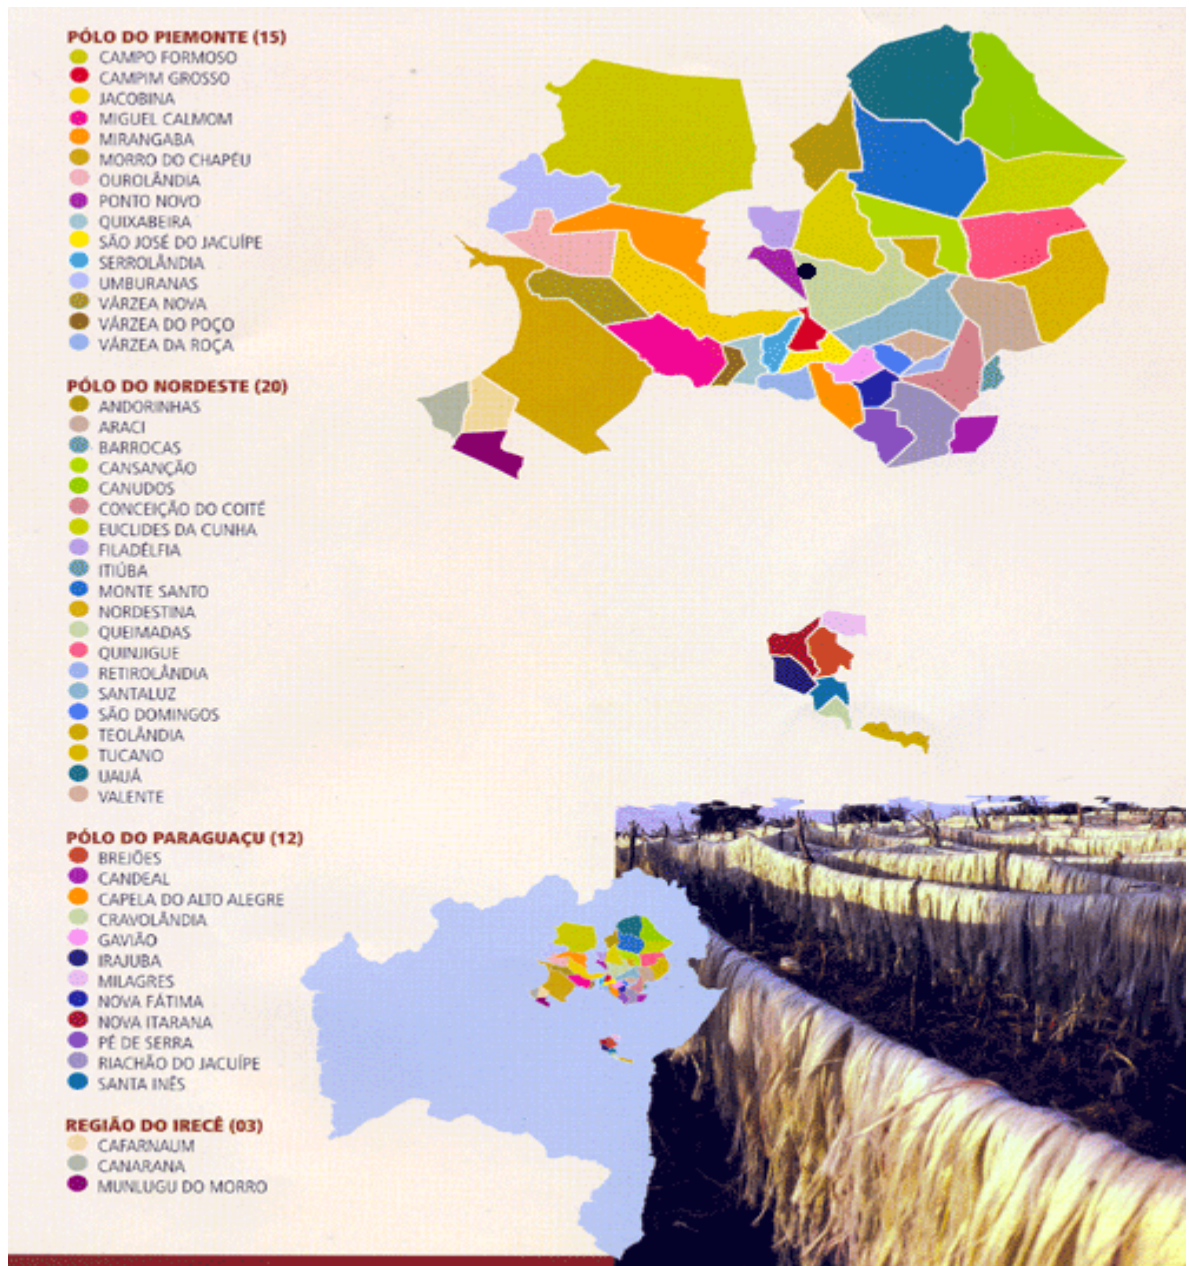 PÓLO DO PIEMONTE (15)
CAMPO FORMOSO
CAMPIM GROSSO
JACOBINA
MIGUEL CALMOM
MIRANGABA
MORRO DO CHAPÉU
OUROLÂNDIA
PONTO NOVO
QUIXABEIRA
SÃO JOSÉ DO JACUÍPE
SERROLÂNDIA
UMBURANAS
VÁRZEA NOVA
VÁRZEA DO POÇO
VÁRZEA DA ROÇA
PÓLO DO NORDESTE (20)
ANDORINHAS
ARACI
BARROCAS
CANSANÇÃO
CANUDOS
CONCEIÇÃO DO COITÉ
EUCLIDES DA CUNHA
FILADÉLFIA
ITIÚBA
MONTE SANTO
NORDESTINA
QUEIMADAS
QUINJIGUE
RETIROLÂNDIA
SANTALUZ
SÃO DOMINGOS
TEOLÂNDIA
TUCANO
UAUÁ
VALENTE
PÓLO DO PARAGUAÇU (12)
BREJÕES
CANDEAL
CAPELA DO ALTO ALEGRE
CRAVOLÂNDIA
GAVIÃO
IRAJUBA
MILAGRES
NOVA FÁTIMA
NOVA ITARANA
PÉ DE SERRA
RIACHÃO DO JACUÍPE
SANTA INÊS
REGIÃO DO IRECÊ (03)
CAFARNAUM
CANARANA
MUNLUGU DO MORRO